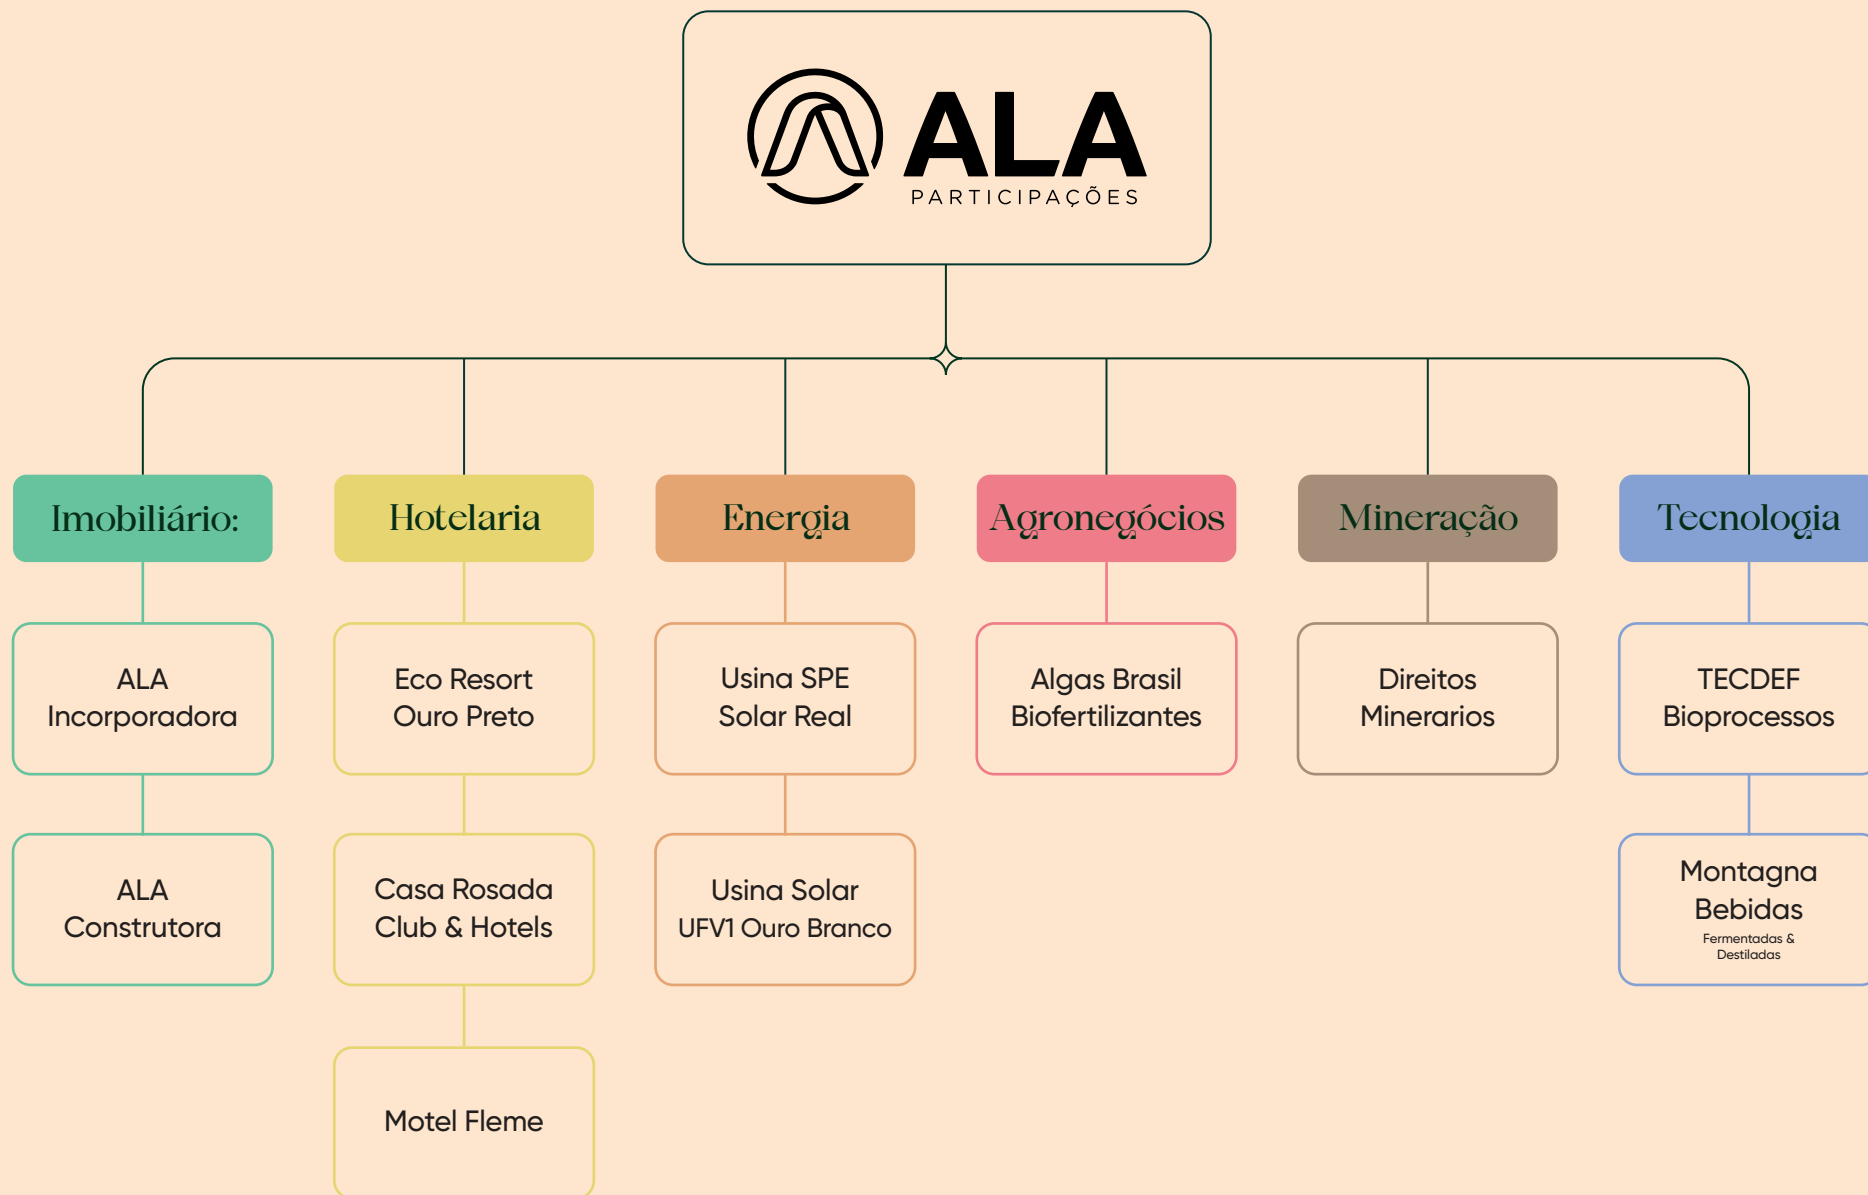 ALA
PARTICIPAÇÕES
Imobiliário:
Hotelaria
Energia
Agronegócios
Mineração
Tecnologia
ALA
Incorporadora
Eco Resort
Ouro Preto
Usina SPE
Solar Real
Algas Brasil
Biofertilizantes
Direitos
Minerarios
TECDEF
Bioprocessos
ALA
Construtora
Casa Rosada
Club & Hotels
Usina Solar
UFV1 Ouro Branco
Montagna
Bebidas
Fermentadas &
Destiladas
Motel Fleme